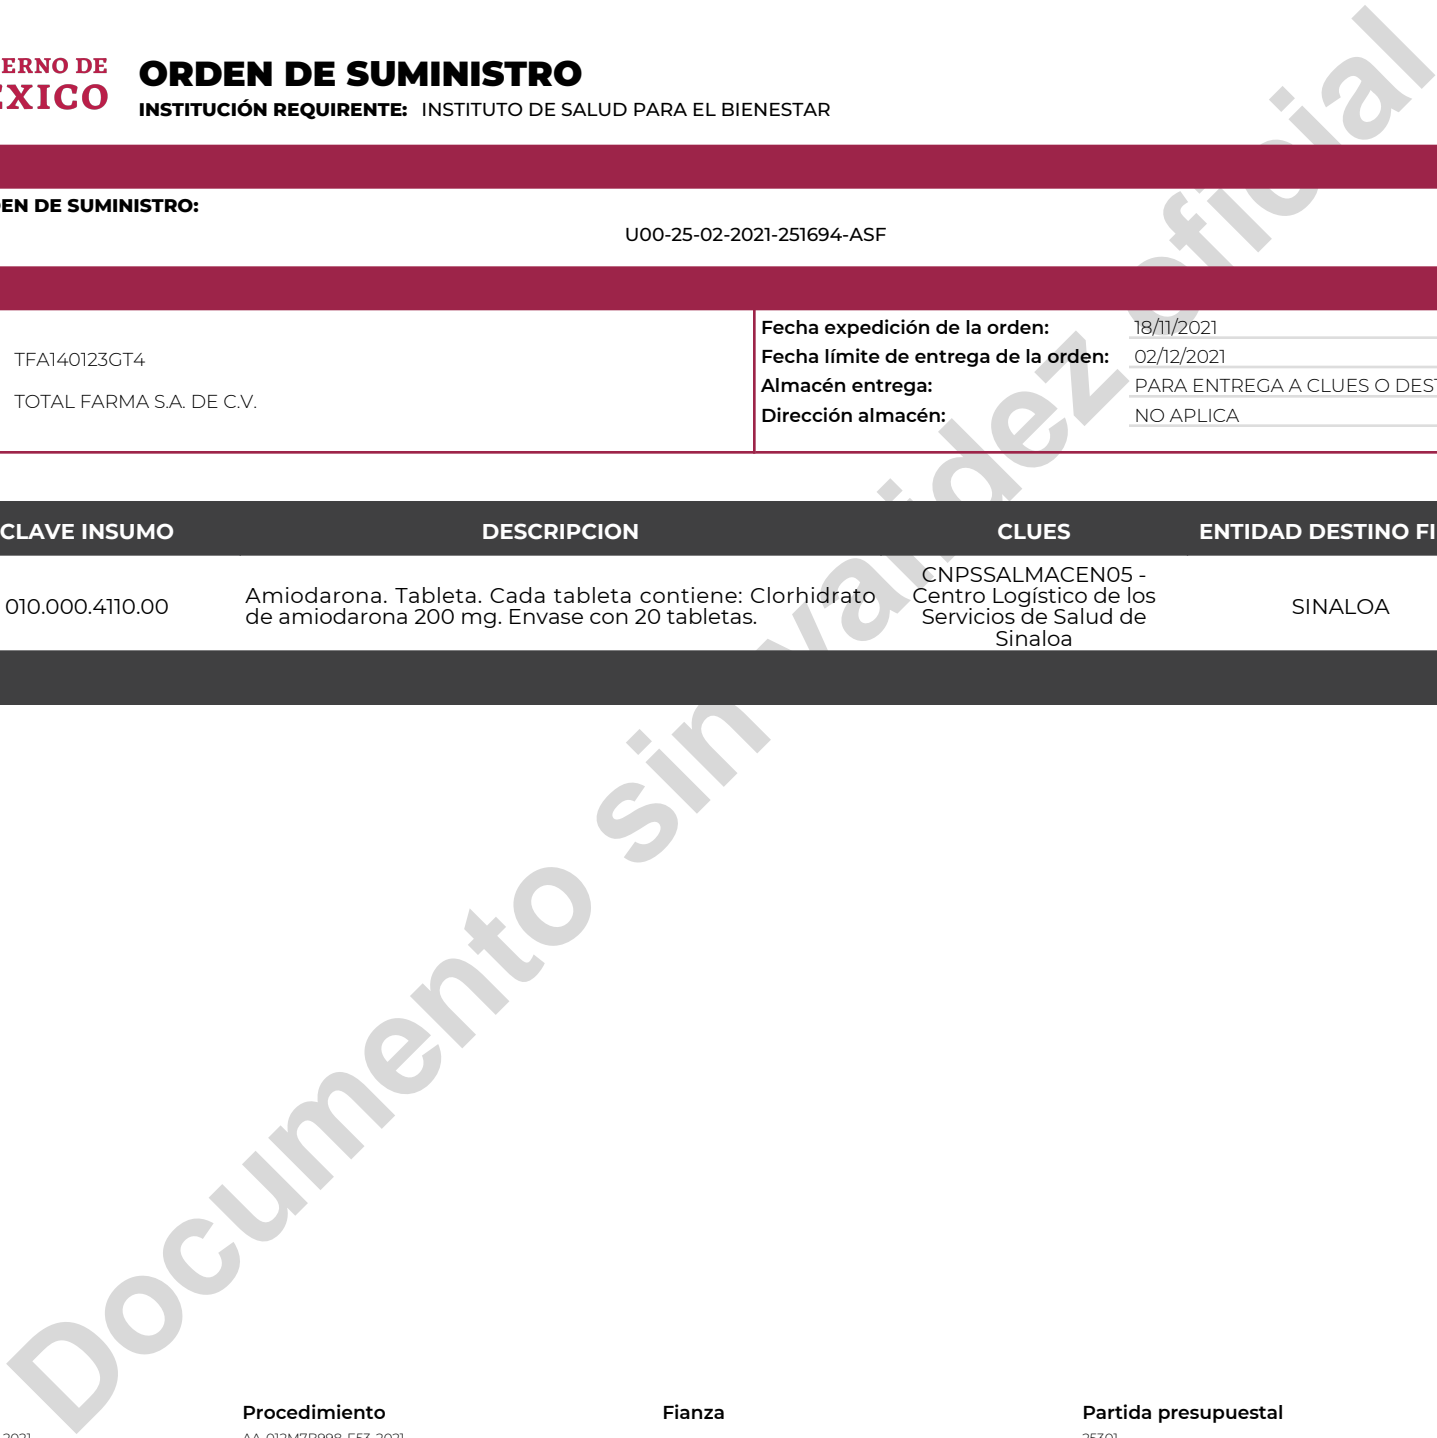 ERNO DE
EXICO
ORDEN DE SUMINISTRO
INSTITUCIÓN REQUIRENTE: INSTITUTO DE SALUD PARA EL BIENESTAR
EN DE SUMINISTRO:
U00-25-02-2021-251694-ASF
TFA140123GT4
TOTAL FARMA S.A. DE C.V.
Fecha expedición de la orden: 18/11/2021
Fecha límite de entrega de la orden: 02/12/2021
Almacén entrega: PARA ENTREGA A CLUES O DEST
Dirección almacén: NO APLICA
CLAVE INSUMO DESCRIPCION CLUES ENTIDAD DESTINO FI
010.000.4110.00
Amiodarona. Tableta. Cada tableta contiene: Clorhidrato
de amiodarona 200 mg. Envase con 20 tabletas.
CNPSSALMACEN05 -
Centro Logístico de los
Servicios de Salud de
Sinaloa
SINALOA
Documento sin validez oficial
Procedimiento Fianza Partida presupuestal